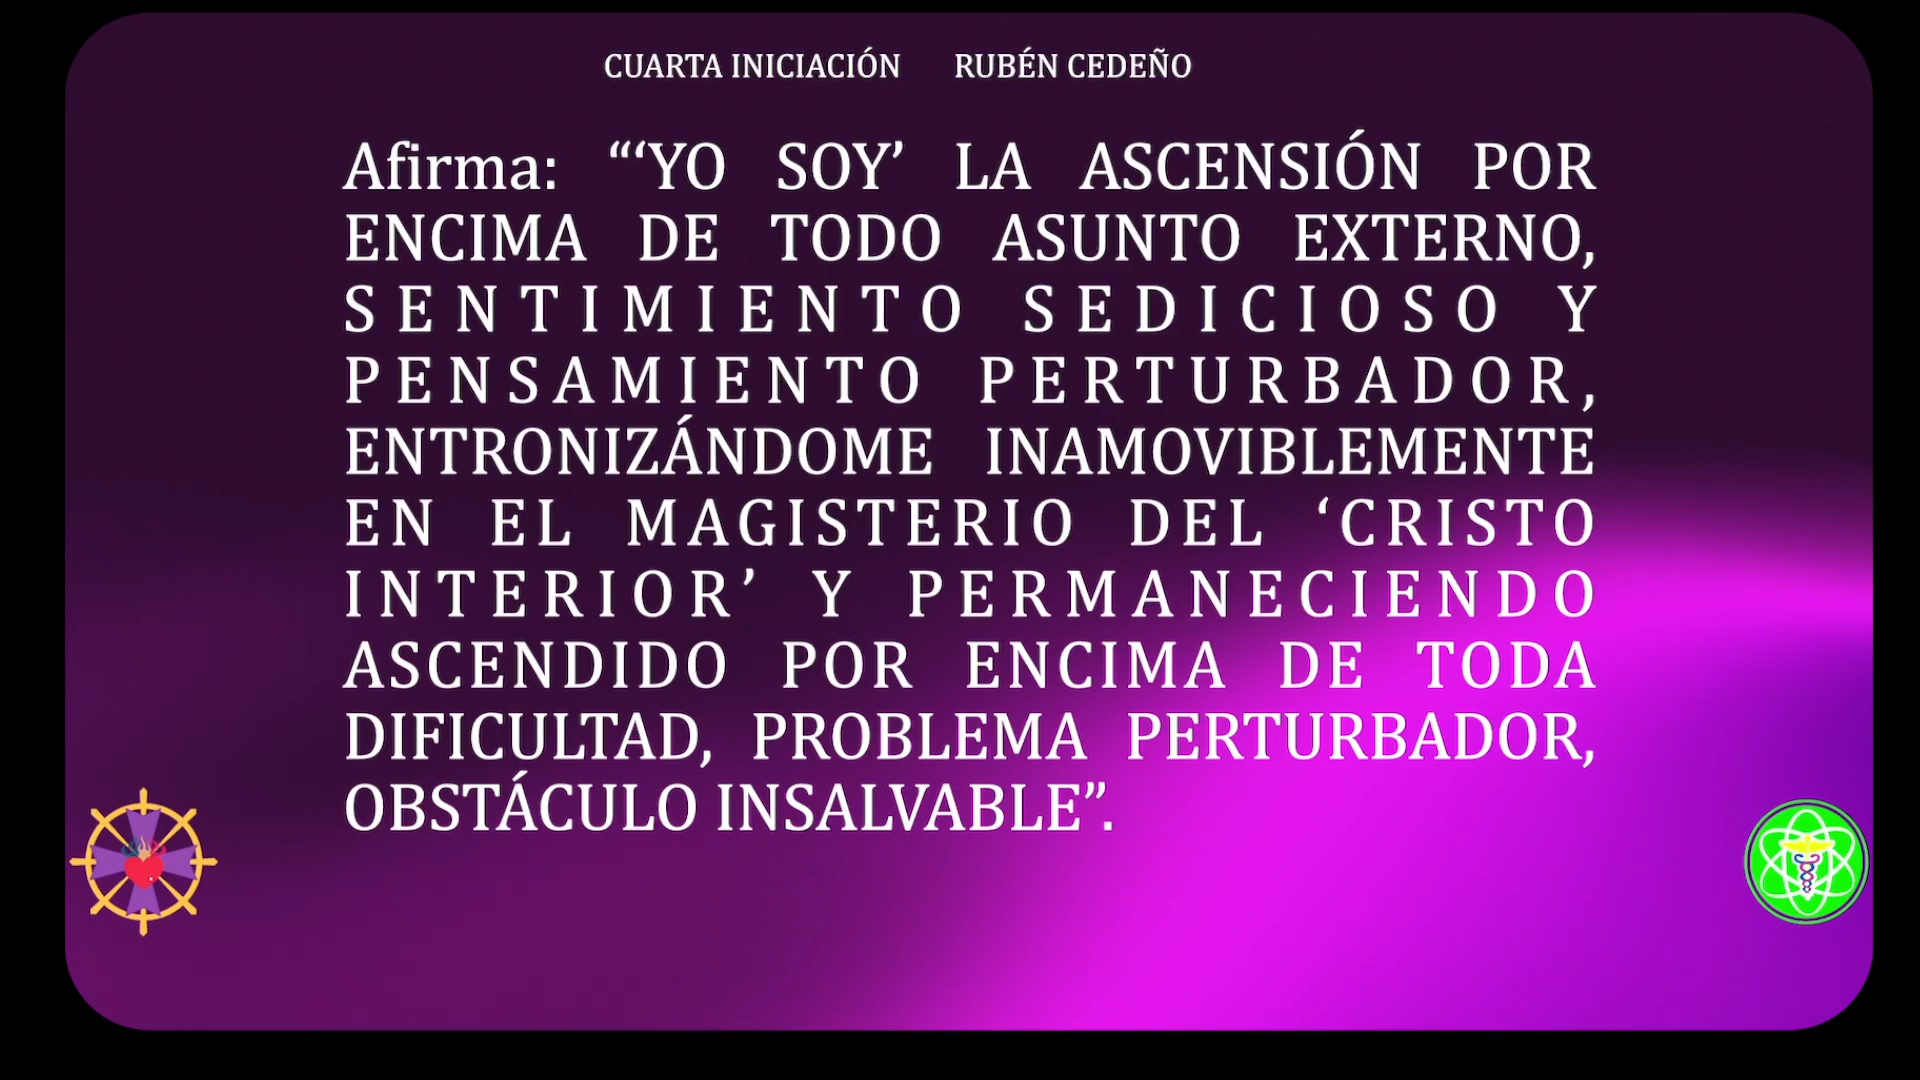 CUARTA INICIACIÓN RUBÉN CEDEÑO
Afirma: “‘YO SOY’ LA ASCENSIÓN POR
ENCIMA DE TODO ASUNTO EXTERNO,
SENTIMIENTO SEDICIOSO Y
PENSAMIENTO PERTURBADOR,
ENTRONIZÁNDOME INAMOVIBLEMENTE
EN EL MAGISTERIO DEL ‘CRISTO
INTERIOR’ Y PERMANECIENDO
ASCENDIDO POR ENCIMA DE TODA
DIFICULTAD, PROBLEMA PERTURBADOR,
OBSTÁCULO INSALVABLE”.